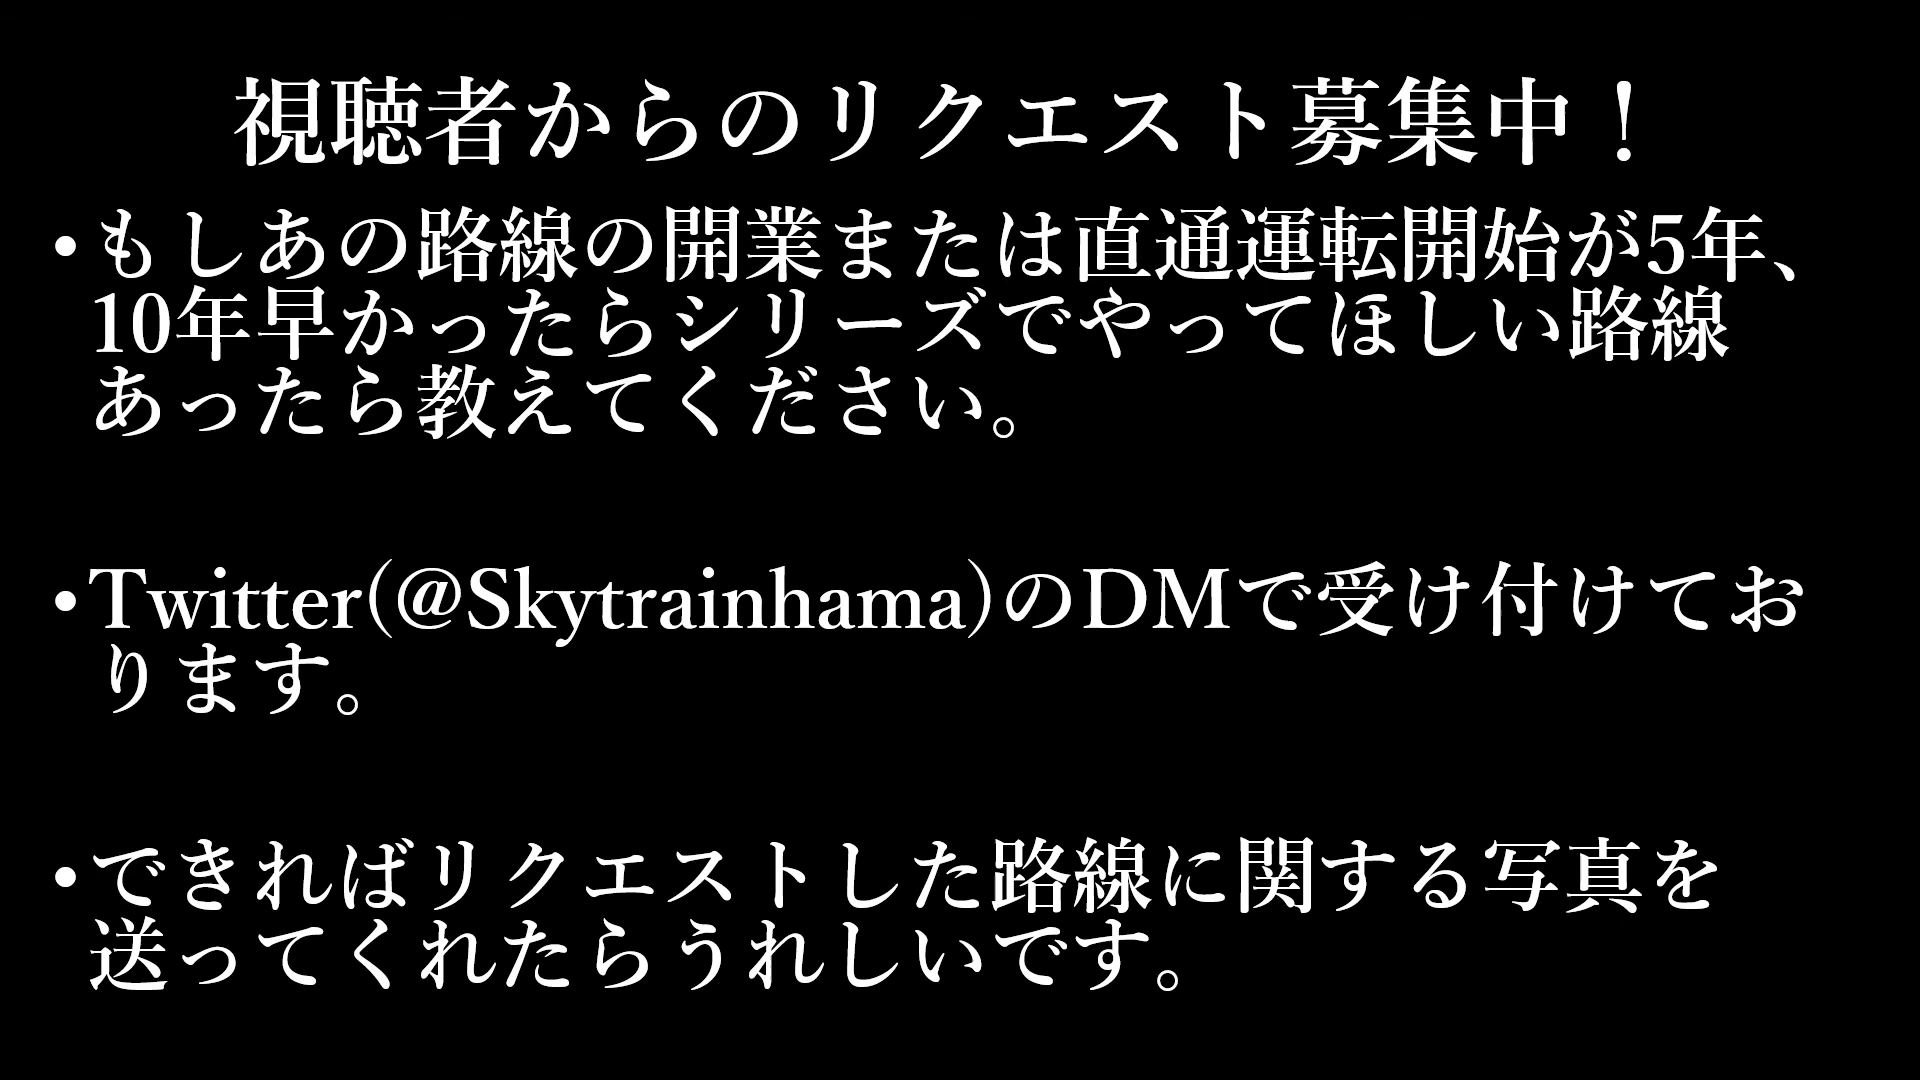 視聴者からのリクエスト募集中！
•もしあの路線の開業または直通運転開始が5年、
10年早かったらシリーズでやってほしい路線
あったら教えてください。
•Twitter(@Skytrainhama)のDMで受け付けてお
ります。
•できればリクエストした路線に関する写真を
送ってくれたらうれしいです。